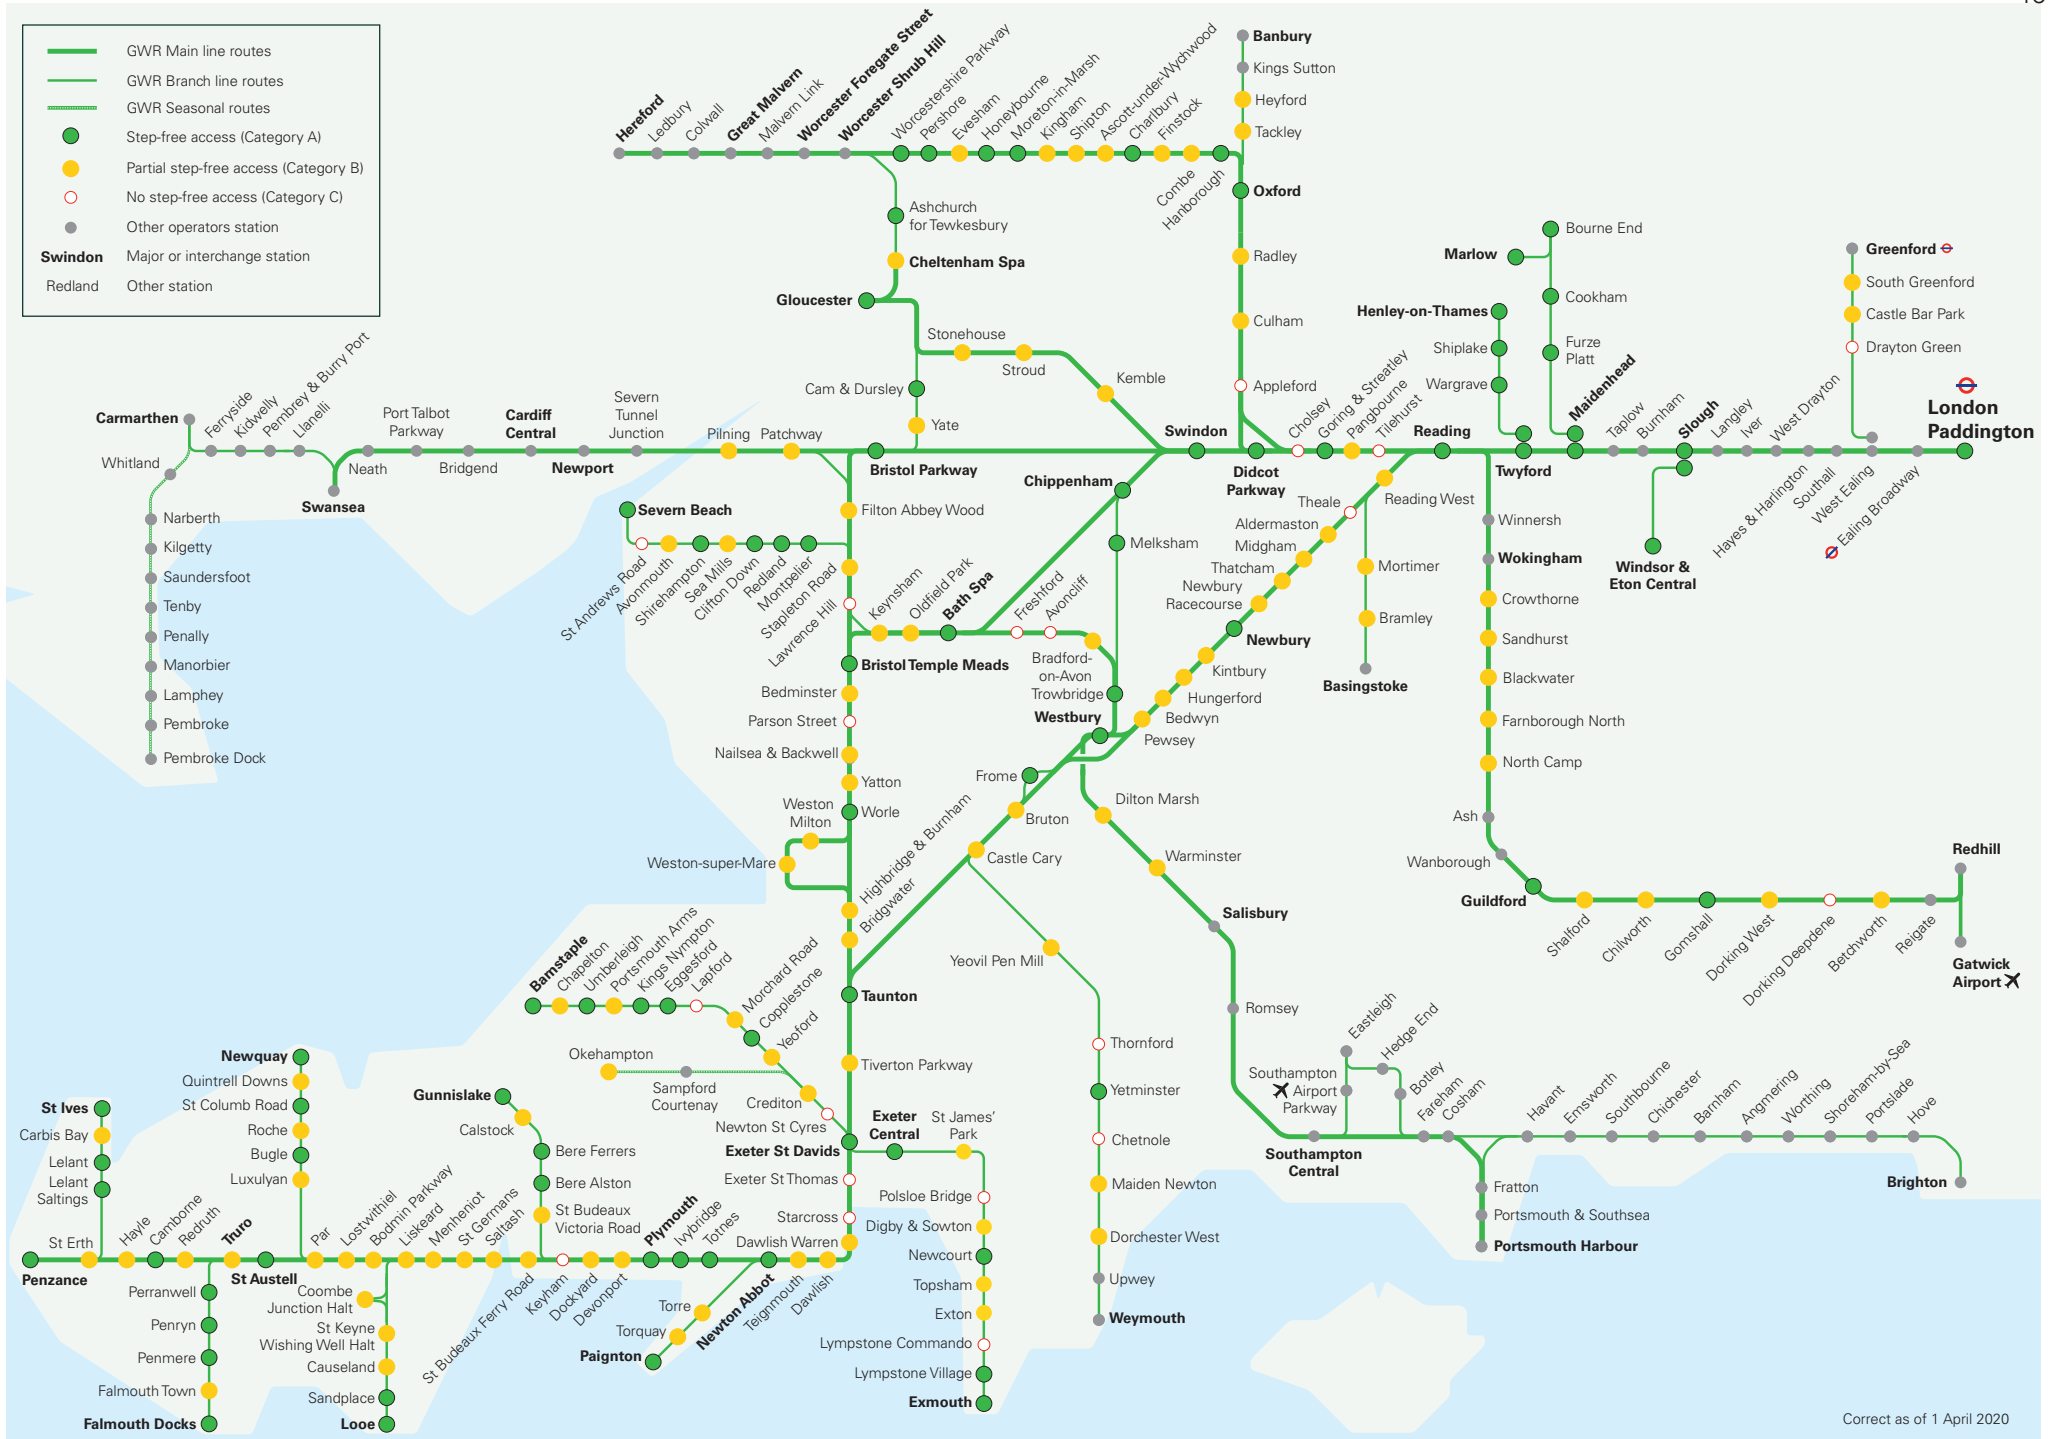 GWR Main line routes
GWR Branch line routes
GWR Seasonal routes
Step-free access (Category A)
Partial step-free access (Category B)
No step-free access (Category C)
Other operators station
Swindon
Major or interchange station
Redland
Other station
Hereford
Ledbury
Colwall
Great Malvern
Malvern Link
Worcester Foregate Street
Worcester Shrub Hill
Worcestershire Parkway
Pershore
Evesham
Honeybourne
Moreton-in-Marsh
Kingham
Shipton
Ascott-under-Wychwood
Charlbury
Finstock
Combe
Hanborough
Banbury
Kings Sutton
Heyford
Tackley
Oxford
Radley
Culham
Appleford
Ashchurch
for Tewkesbury
Cheltenham Spa
Gloucester
Stonehouse
Stroud
Kemble
Cam & Dursley
Yate
Marlow
Bourne End
Cookham
Furze
Platt
Maidenhead
Henley-on-Thames
Shiplake
Wargrave
Greenford
South Greenford
Castle Bar Park
Drayton Green
London
Paddington
Carmarthen
Ferryside
Kidwelly
Pembrey & Burry Port
Llanelli
Whitland
Swansea
Neath
Port Talbot
Parkway
Bridgend
Cardiff
Central
Newport
Severn
Tunnel
Junction
Pilning
Patchway
Bristol Parkway
Swindon
Didcot
Parkway
Cholsey
Goring & Streatley
Pangbourne
Tilehurst
Reading
Twyford
Taplow
Burnham
Slough
Langley
Iver
West Drayton
Hayes & Harlington
Southall
West Ealing
Ealing Broadway
Windsor &
Eton Central
Narberth
Kilgetty
Saundersfoot
Tenby
Penally
Manorbier
Lamphey
Pembroke
Pembroke Dock
Severn Beach
St Andrews Road
Avonmouth
Shirehampton
Sea Mills
Clifton Down
Redland
Montpelier
Stapleton Road
Lawrence Hill
Filton Abbey Wood
Keynsham
Oldfield Park
Bath Spa
Chippenham
Melksham
Freshford
Avoncliff
Bradford-
on-Avon
Trowbridge
Westbury
Reading West
Theale
Aldermaston
Midgham
Thatcham
Newbury
Racecourse
Newbury
Kintbury
Hungerford
Bedwyn
Pewsey
Mortimer
Bramley
Basingstoke
Winnersh
Wokingham
Crowthorne
Sandhurst
Blackwater
Farnborough North
North Camp
Ash
Wanborough
Guildford
Shalford
Chilworth
Gomshall
Dorking West
Dorking Deepdene
Betchworth
Reigate
Redhill
Gatwick
Airport
Bristol Temple Meads
Bedminster
Parson Street
Nailsea & Backwell
Yatton
Worle
Weston
Milton
Weston-super-Mare
Highbridge & Burnham
Bridgwater
Taunton
Tiverton Parkway
Frome
Bruton
Castle Cary
Dilton Marsh
Warminster
Salisbury
Romsey
Yeovil Pen Mill
Thornford
Yetminster
Chetnole
Maiden Newton
Dorchester West
Upwey
Weymouth
Southampton
Airport
Parkway
Eastleigh
Hedge End
Botley
Southampton
Central
Fareham
Cosham
Havant
Emsworth
Southbourne
Chichester
Barnham
Angmering
Worthing
Shoreham-by-Sea
Portslade
Hove
Brighton
Fratton
Portsmouth & Southsea
Portsmouth Harbour
Barnstaple
Chapelton
Umberleigh
Portsmouth Arms
Kings Nympton
Eggesford
Lapford
Morchard Road
Copplestone
Yeoford
Okehampton
Sampford
Courtenay
Crediton
Newton St Cyres
Exeter St Davids
Exeter
Central
St James'
Park
Exeter St Thomas
Starcross
Dawlish Warren
Polsloe Bridge
Digby & Sowton
Newcourt
Topsham
Exton
Lympstone Commando
Lympstone Village
Exmouth
Newquay
Quintrell Downs
St Columb Road
Roche
Bugle
Luxulyan
St Ives
Carbis Bay
Lelant
Lelant
Saltings
Gunnislake
Calstock
Bere Ferrers
Bere Alston
St Budeaux
Victoria Road
St Erth
Penzance
Hayle
Camborne
Redruth
Truro
St Austell
Par
Lostwithiel
Bodmin Parkway
Liskeard
Menheniot
St Germans
Saltash
St Budeaux Ferry Road
Keyham
Dockyard
Devonport
Plymouth
Ivybridge
Totnes
Newton Abbot
Teignmouth
Dawlish
Torre
Torquay
Paignton
Perranwell
Penryn
Penmere
Falmouth Town
Falmouth Docks
Coombe
Junction Halt
St Keyne
Wishing Well Halt
Causeland
Sandplace
Looe
Correct as of 1 April 2020